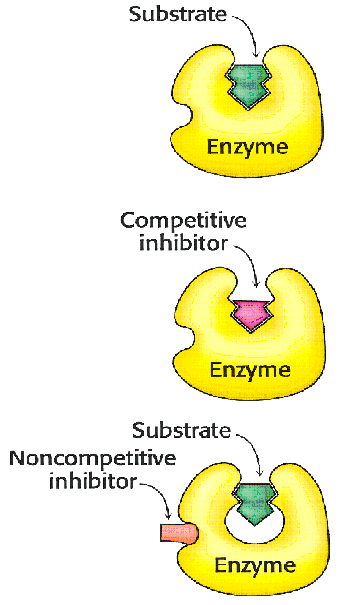 Substrate
Enzyme
Competitive
inhibitor
Enzyme
Substrate
Noncompetitive
inhibitor
Enzyme